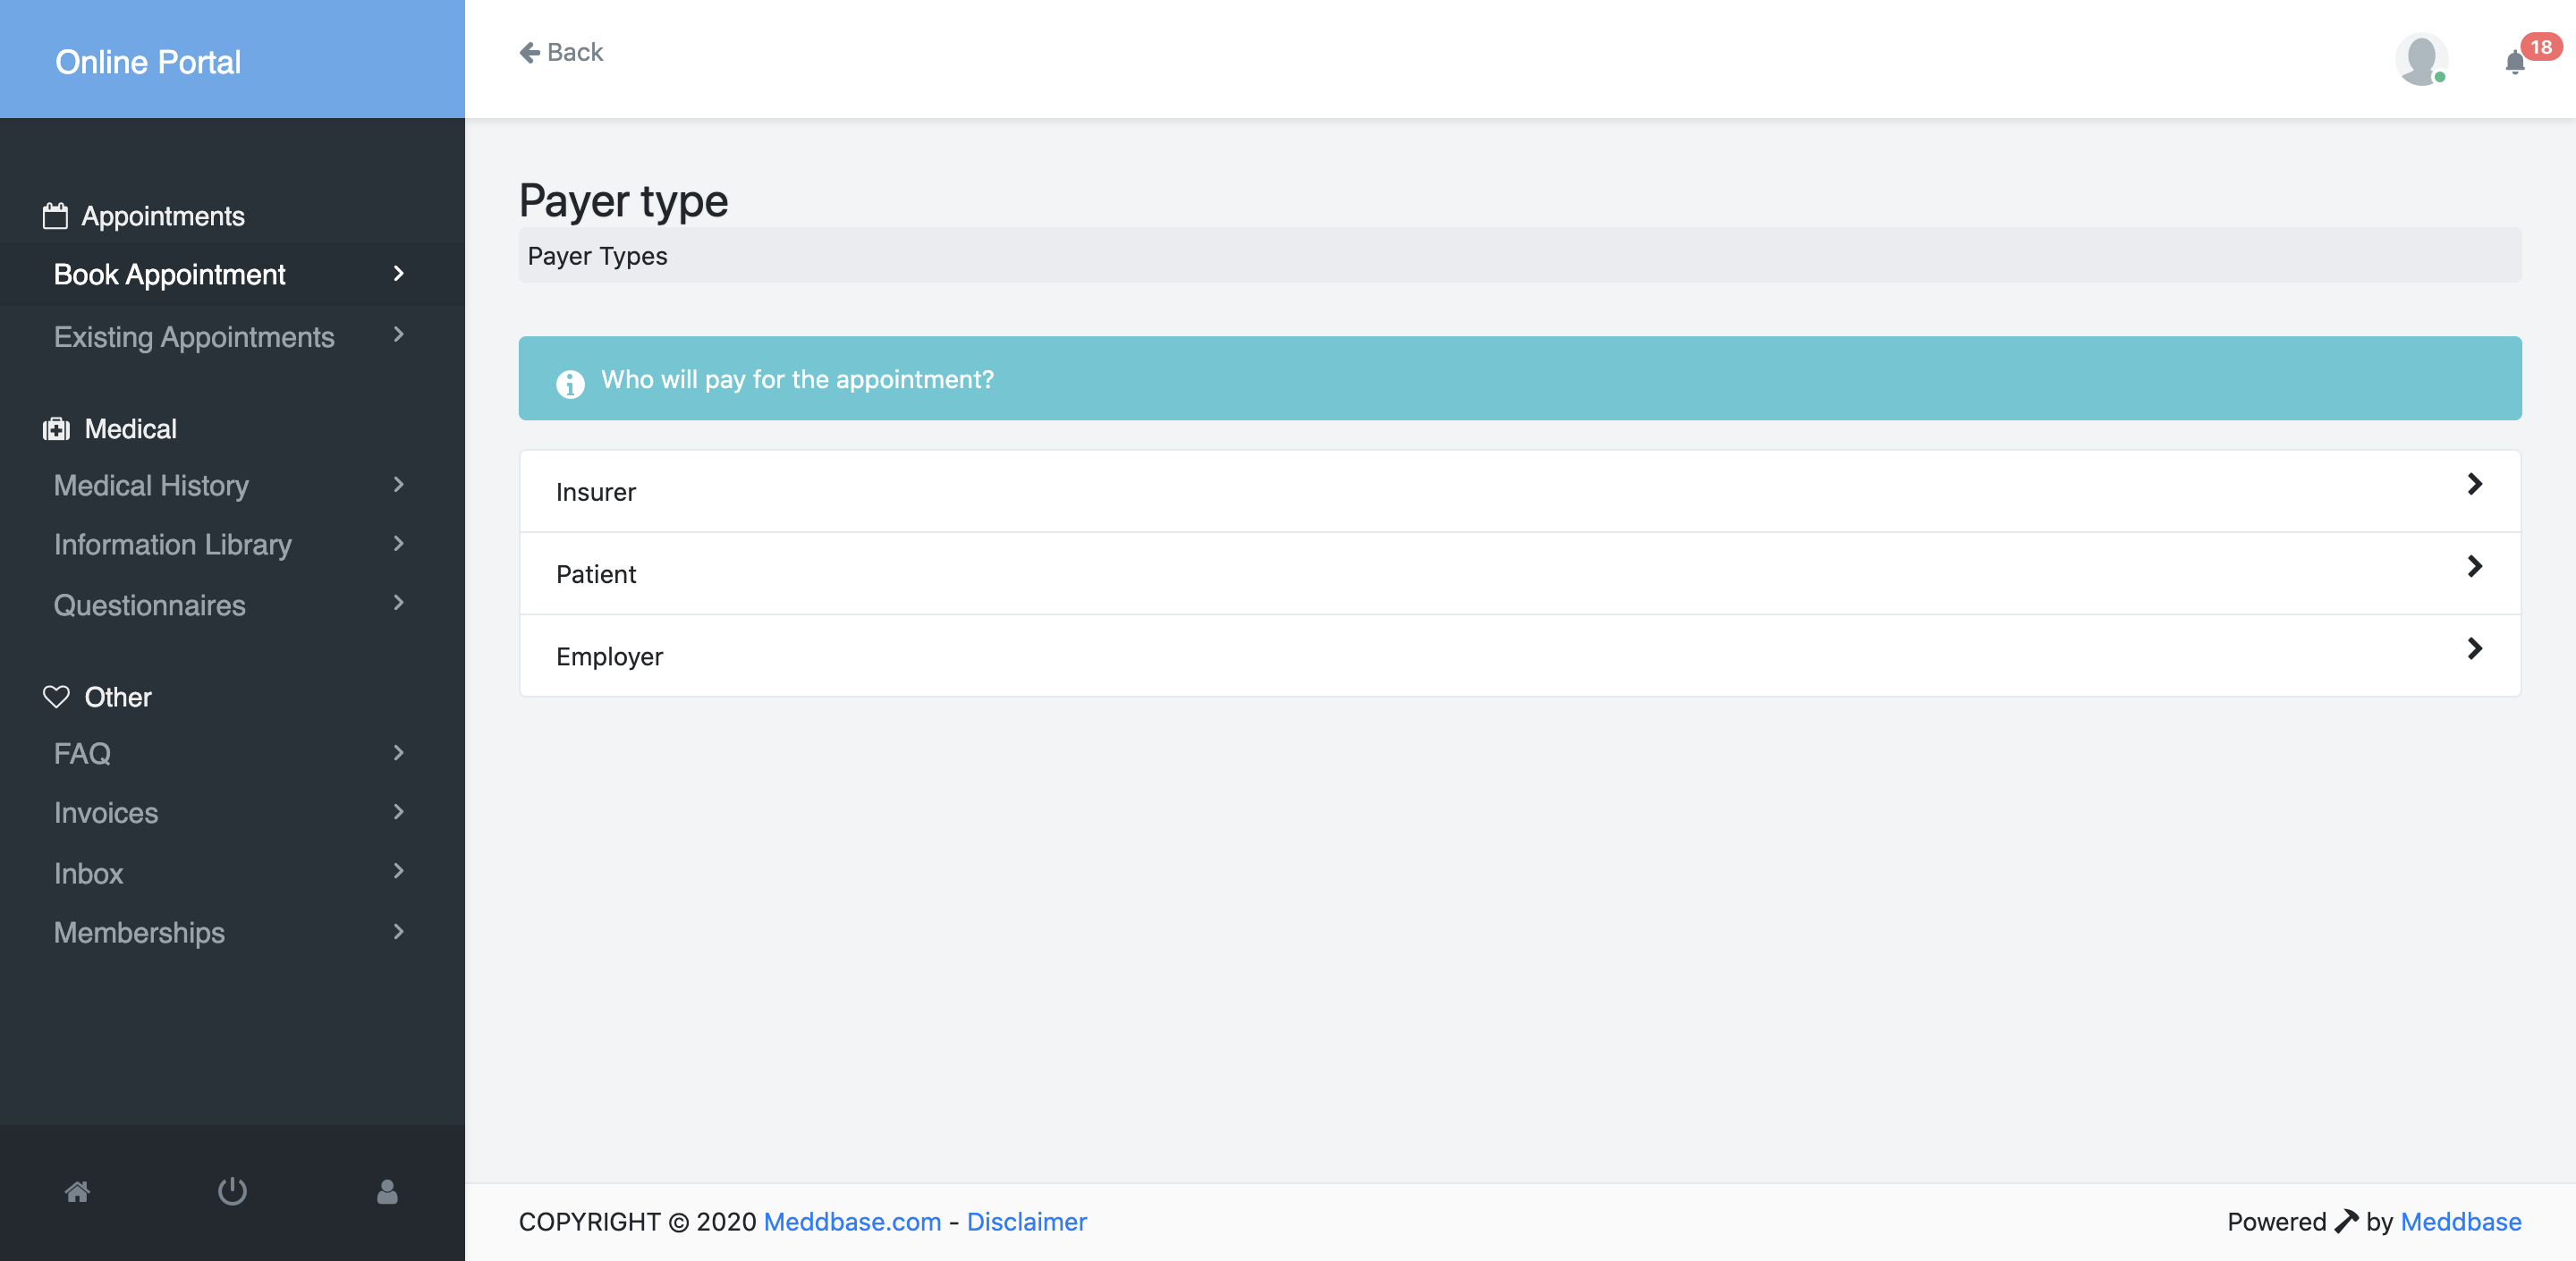 Online Portal
Back
18
Appointments
Book Appointment
Existing Appointments
Medical
Medical History
Information Library
Questionnaires
Other
FAQ
Invoices
Inbox
Memberships
Payer type
Payer Types
Who will pay for the appointment?
Insurer
Patient
Employer
COPYRIGHT © 2020 Meddbase.com - Disclaimer
Powered by Meddbase